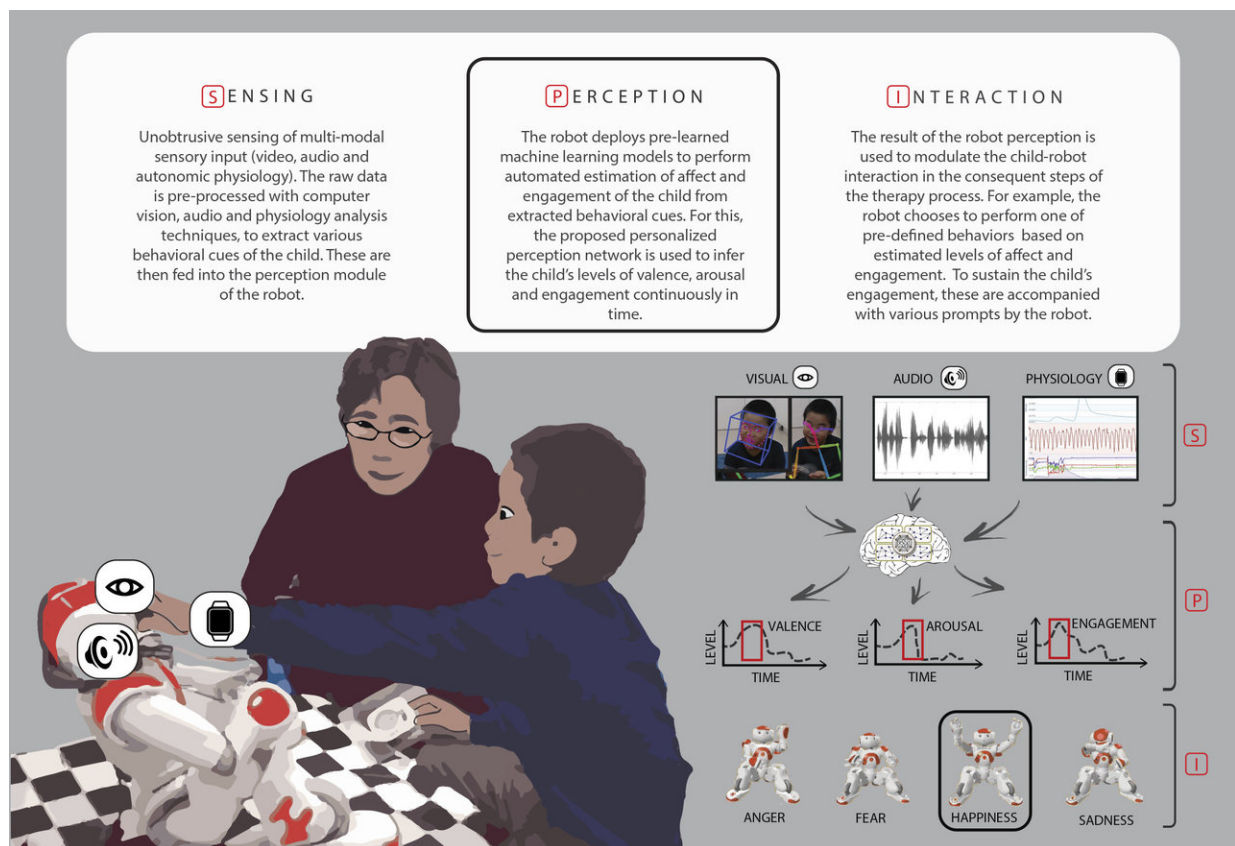 SENSING
Unobtrusive sensing of multi-modal
sensory input (video, audio and
autonomic physiology). The raw data
is pre-processed with computer
vision, audio and physiology analysis
techniques, to extract various
behavioral cues of the child. These are
then fed into the perception module
of the robot.
PERCEPTION
The robot deploys pre-learned
machine learning models to perform
automated estimation of affect and
engagement of the child from
extracted behavioral cues. For this,
the proposed personalized
perception network is used to infer
the child's levels of valence, arousal
and engagement continuously in
time.
INTERACTION
The result of the robot perception is
used to modulate the child-robot
interaction in the consequent steps of
the therapy process. For example, the
robot chooses to perform one of
pre-defined behaviors based on
estimated levels of affect and
engagement. To sustain the child's
engagement, these are accompanied
with various prompts by the robot.
VISUAL
AUDIO
PHYSIOLOGY
S
LEVEL
VALENCE
TIME
LEVEL
AROUSAL
TIME
LEVEL
ENGAGEMENT
TIME
P
ANGER
FEAR
HAPPINESS
SADNESS
I